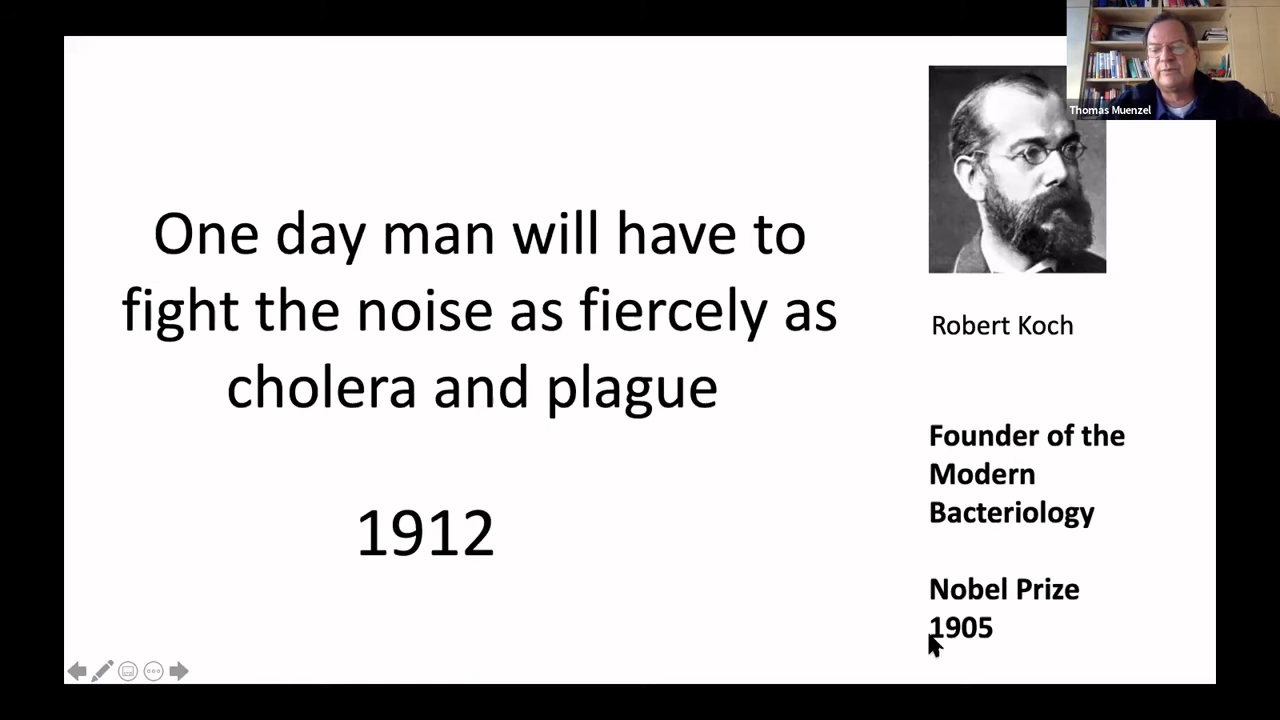 Thomas Muenzel
One day man will have to
fight the noise as fiercely as
cholera and plague
1912
Robert Koch
Founder of the
Modern
Bacteriology
Nobel Prize
1905